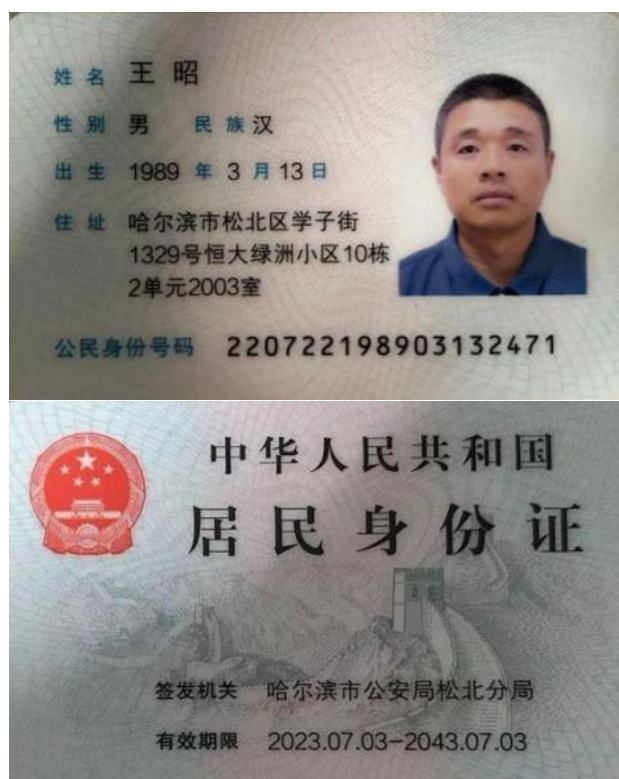 姓名 王昭
性别 男 民族 汉
出生 1989 年 3 月 13 日
住址 哈尔滨市松北区学子街
1329号恒大绿洲小区10栋
2单元2003室
公民身份号码 220722198903132471
中华人民共和国
居民身份证
签发机关 哈尔滨市公安局松北分局
有效期限 2023.07.03-2043.07.03